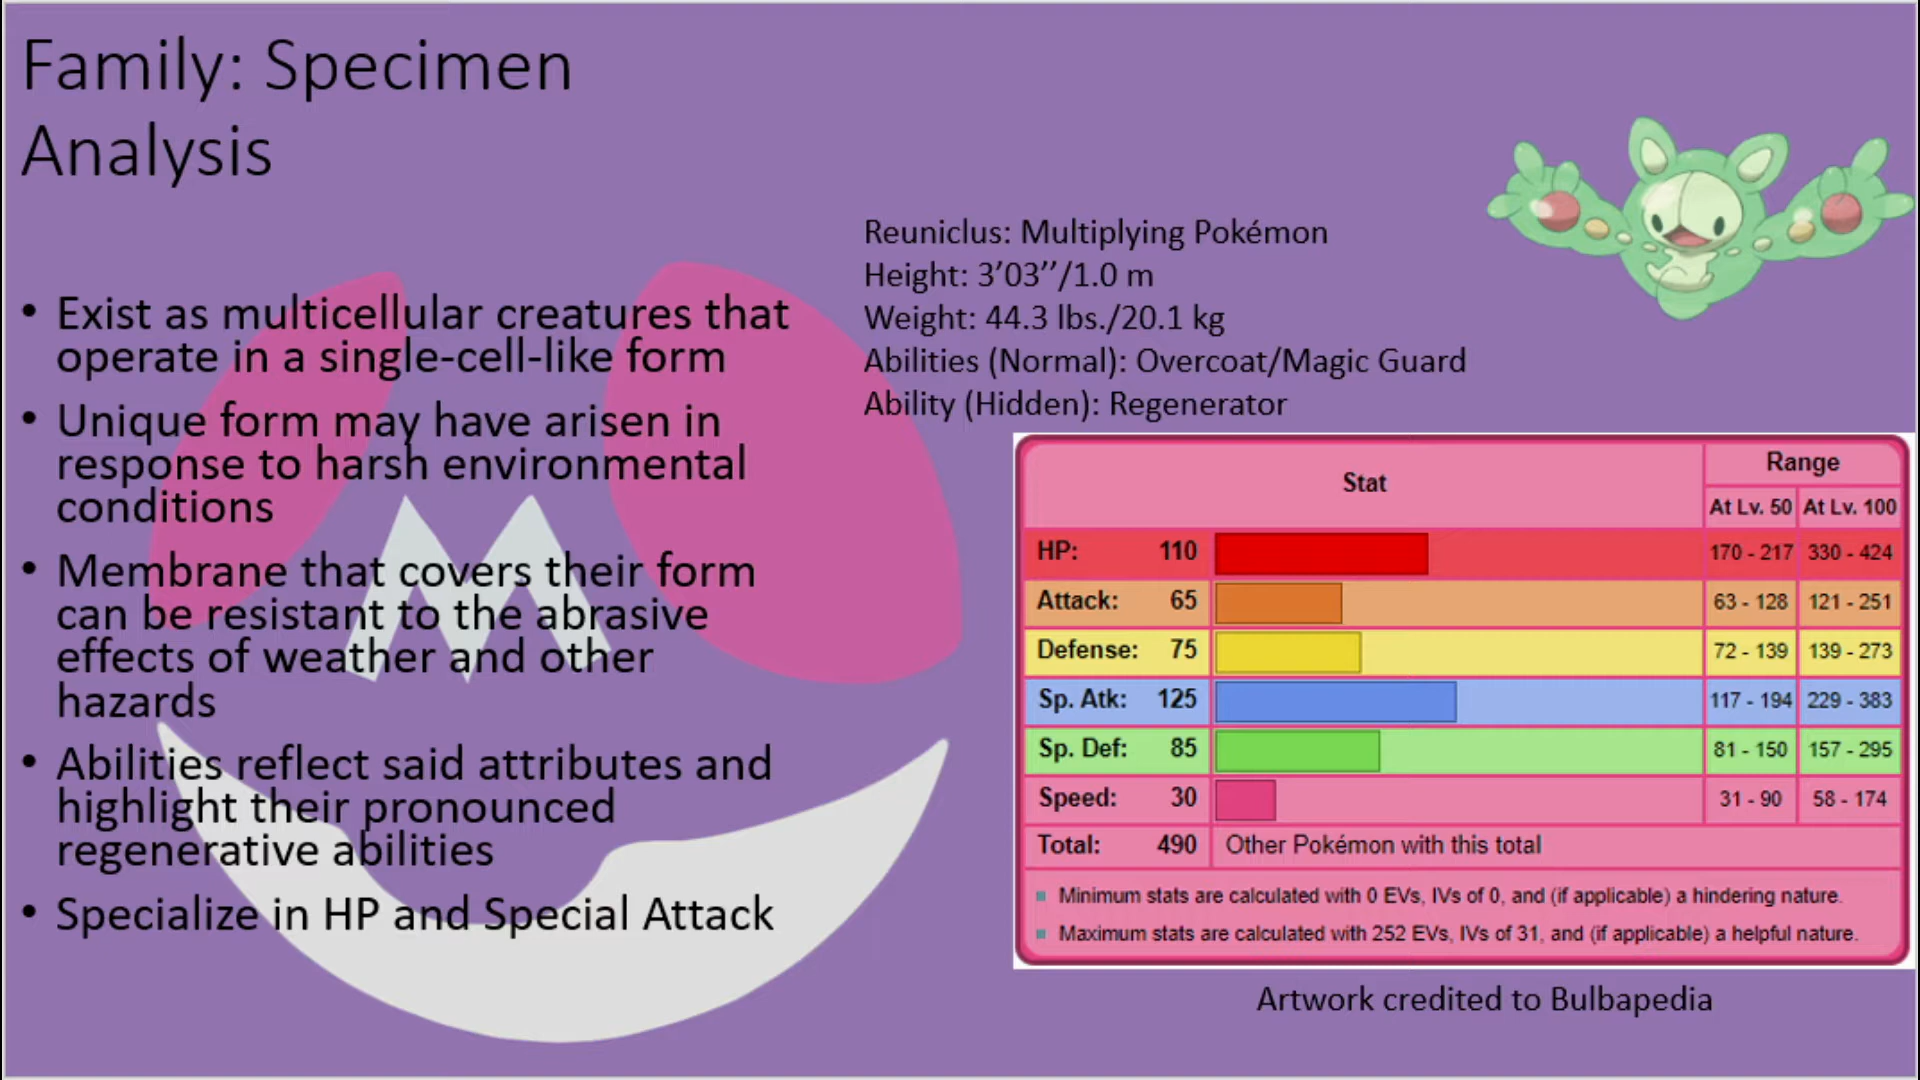 Family: Specimen
Analysis
• Exist as multicellular creatures that
operate in a single-cell-like form
• Unique form may have arisen in
response to harsh environmental
conditions
• Membrane that covers their form
can be resistant to the abrasive
effects of weather and other
hazards
• Abilities reflect said attributes and
highlight their pronounced
regenerative abilities
• Specialize in HP and Special Attack
Reuniclus: Multiplying Pokémon
Height: 3’03’’/1.0 m
Weight: 44.3 lbs./20.1 kg
Abilities (Normal): Overcoat/Magic Guard
Ability (Hidden): Regenerator
Stat Range
At Lv. 50 At Lv. 100
HP: 110 170 - 217 330 - 424
Attack: 65 63 - 128 121 - 251
Defense: 75 72 - 139 139 - 273
Sp. Atk: 125 117 - 194 229 - 383
Sp. Def: 85 81 - 150 157 - 295
Speed: 30 31 - 90 58 - 174
Total: 490 Other Pokémon with this total
Minimum stats are calculated with 0 EVs, IVs of 0, and (if applicable) a hindering nature.
Maximum stats are calculated with 252 EVs, IVs of 31, and (if applicable) a helpful nature.
Artwork credited to Bulbapedia